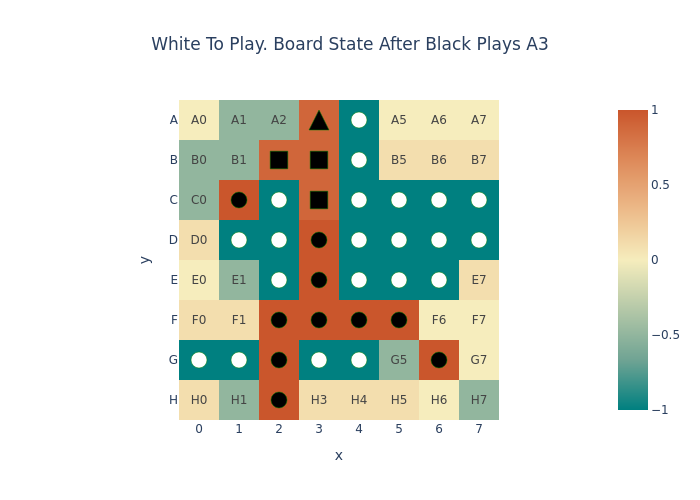 White To Play. Board State After Black Plays A3
A A0 A1 A2 A5 A6 A7
B B0 B1 B5 B6 B7
C C0
D D0
E E0 E1 E7
F F0 F1 F6 F7
G G5 G7
H H0 H1 H3 H4 H5 H6 H7
0 1 2 3 4 5 6 7
x
y
1
0.5
0
−0.5
−1